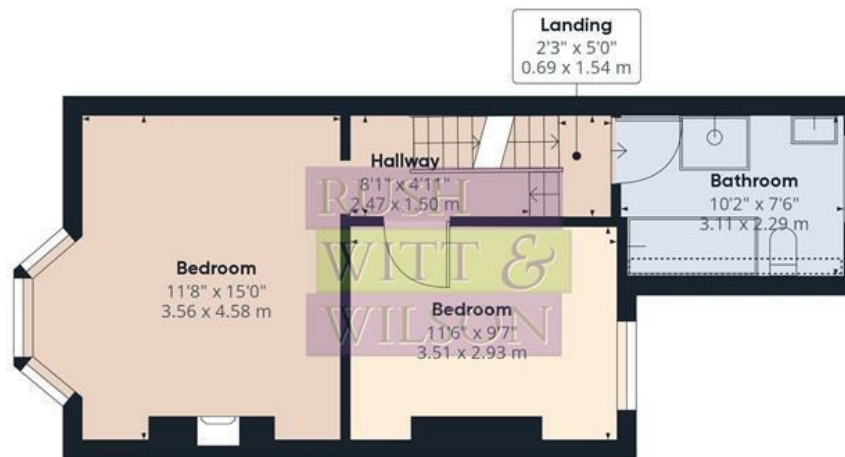 Landing
2'3" x 5'0"
0.69 x 1.54 m
Hallway
8'1" x 4'11"
2.47 x 1.50 m
Bathroom
10'2" x 7'6"
3.11 x 2.29 m
Bedroom
11'8" x 15'0"
3.56 x 4.58 m
Bedroom
11'6" x 9'7"
3.51 x 2.93 m
RUSH
WITT &
WILSON